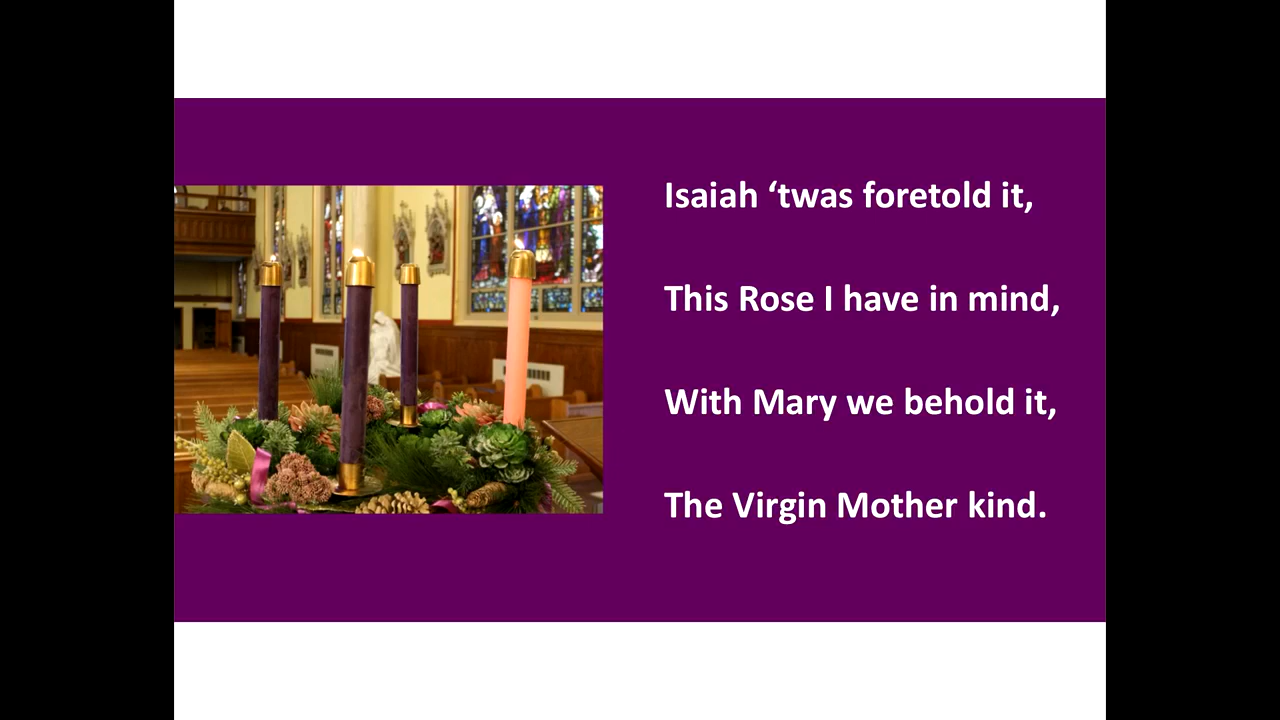 Isaiah ‘twas foretold it,
This Rose I have in mind,
With Mary we behold it,
The Virgin Mother kind.